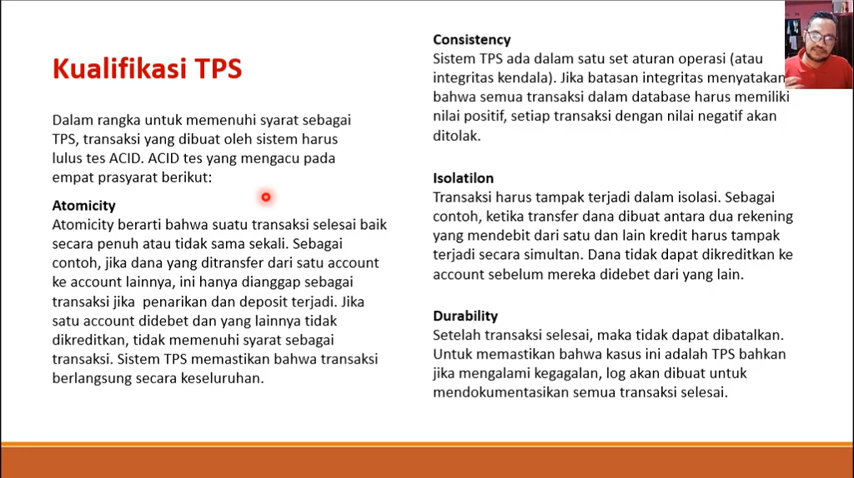 Kualifikasi TPS
Dalam rangka untuk memenuhi syarat sebagai
TPS, transaksi yang dibuat oleh sistem harus
lulus tes ACID. ACID tes yang mengacu pada
empat prasyarat berikut:
Atomicity
Atomicity berarti bahwa suatu transaksi selesai baik
secara penuh atau tidak sama sekali. Sebagai
contoh, jika dana yang ditransfer dari satu account
ke account lainnya, ini hanya dianggap sebagai
transaksi jika  penarikan dan deposit terjadi. Jika
satu account didebet dan yang lainnya tidak
dikreditkan, tidak memenuhi syarat sebagai
transaksi. Sistem TPS memastikan bahwa transaksi
berlangsung secara keseluruhan.
Consistency
Sistem TPS ada dalam satu set aturan operasi (atau
integritas kendala). Jika batasan integritas menyatakan
bahwa semua transaksi dalam database harus memiliki
nilai positif, setiap transaksi dengan nilai negatif akan
ditolak.
Isolatilon
Transaksi harus tampak terjadi dalam isolasi. Sebagai
contoh, ketika transfer dana dibuat antara dua rekening
yang mendebit dari satu dan lain kredit harus tampak
terjadi secara simultan. Dana tidak dapat dikreditkan ke
account sebelum mereka didebet dari yang lain.
Durability
Setelah transaksi selesai, maka tidak dapat dibatalkan.
Untuk memastikan bahwa kasus ini adalah TPS bahkan
jika mengalami kegagalan, log akan dibuat untuk
mendokumentasikan semua transaksi selesai.